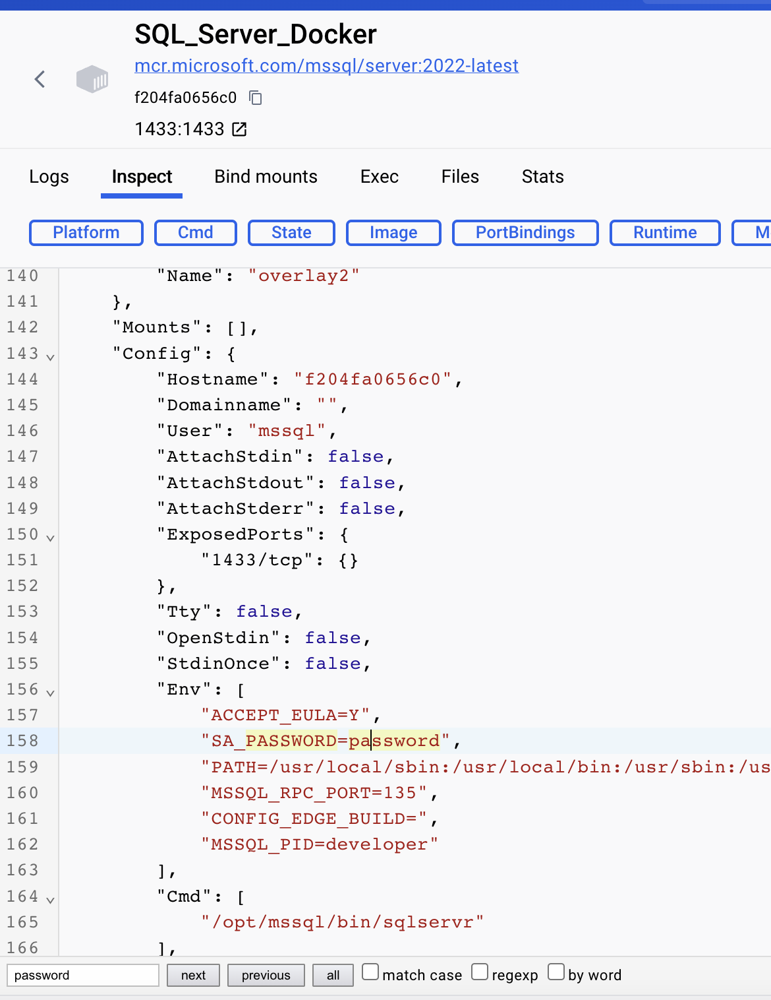 SQL_Server_Docker
mcr.microsoft.com/mssql/server:2022-latest
f204fa0656c0
1433:1433
Logs Inspect Bind mounts Exec Files Stats
Platform Cmd State Image PortBindings Runtime M
140 "Name": "overlay2"
141 },
142 "Mounts": [],
143 "Config": {
144 "Hostname": "f204fa0656c0",
145 "Domainname": "",
146 "User": "mssql",
147 "AttachStdin": false,
148 "AttachStdout": false,
149 "AttachStderr": false,
150 "ExposedPorts": {
151 "1433/tcp": {}
152 },
153 "Tty": false,
154 "OpenStdin": false,
155 "StdinOnce": false,
156 "Env": [
157 "ACCEPT_EULA=Y",
158 "SA_PASSWORD=password",
159 "PATH=/usr/local/sbin:/usr/local/bin:/usr/sbin:/us
160 "MSSQL_RPC_PORT=135",
161 "CONFIG_EDGE_BUILD=",
162 "MSSQL_PID=developer"
163 ],
164 "Cmd": [
165 "/opt/mssql/bin/sqlservr"
166 ],
password next previous all match case regexp by word